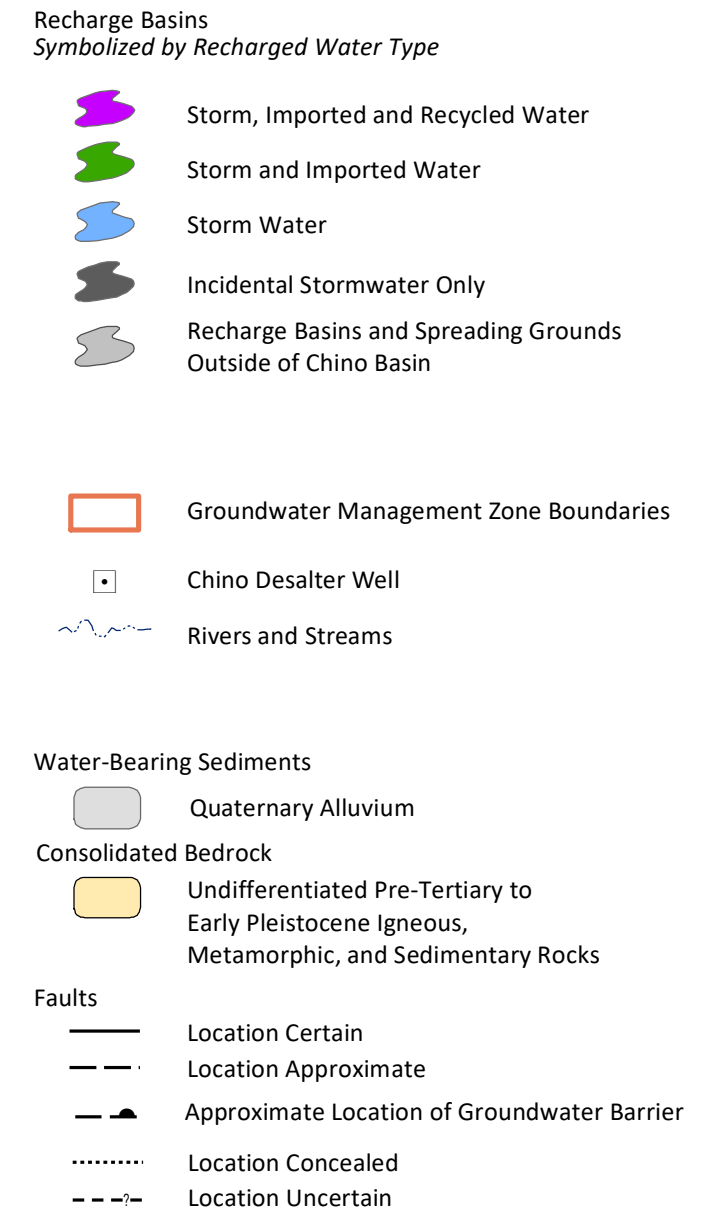 Recharge Basins
Symbolized by Recharged Water Type
Storm, Imported and Recycled Water
Storm and Imported Water
Storm Water
Incidental Stormwater Only
Recharge Basins and Spreading Grounds
Outside of Chino Basin
Groundwater Management Zone Boundaries
Chino Desalter Well
Rivers and Streams
Water-Bearing Sediments
Quaternary Alluvium
Consolidated Bedrock
Undifferentiated Pre-Tertiary to
Early Pleistocene Igneous,
Metamorphic, and Sedimentary Rocks
Faults
Location Certain
Location Approximate
Approximate Location of Groundwater Barrier
Location Concealed
? Location Uncertain